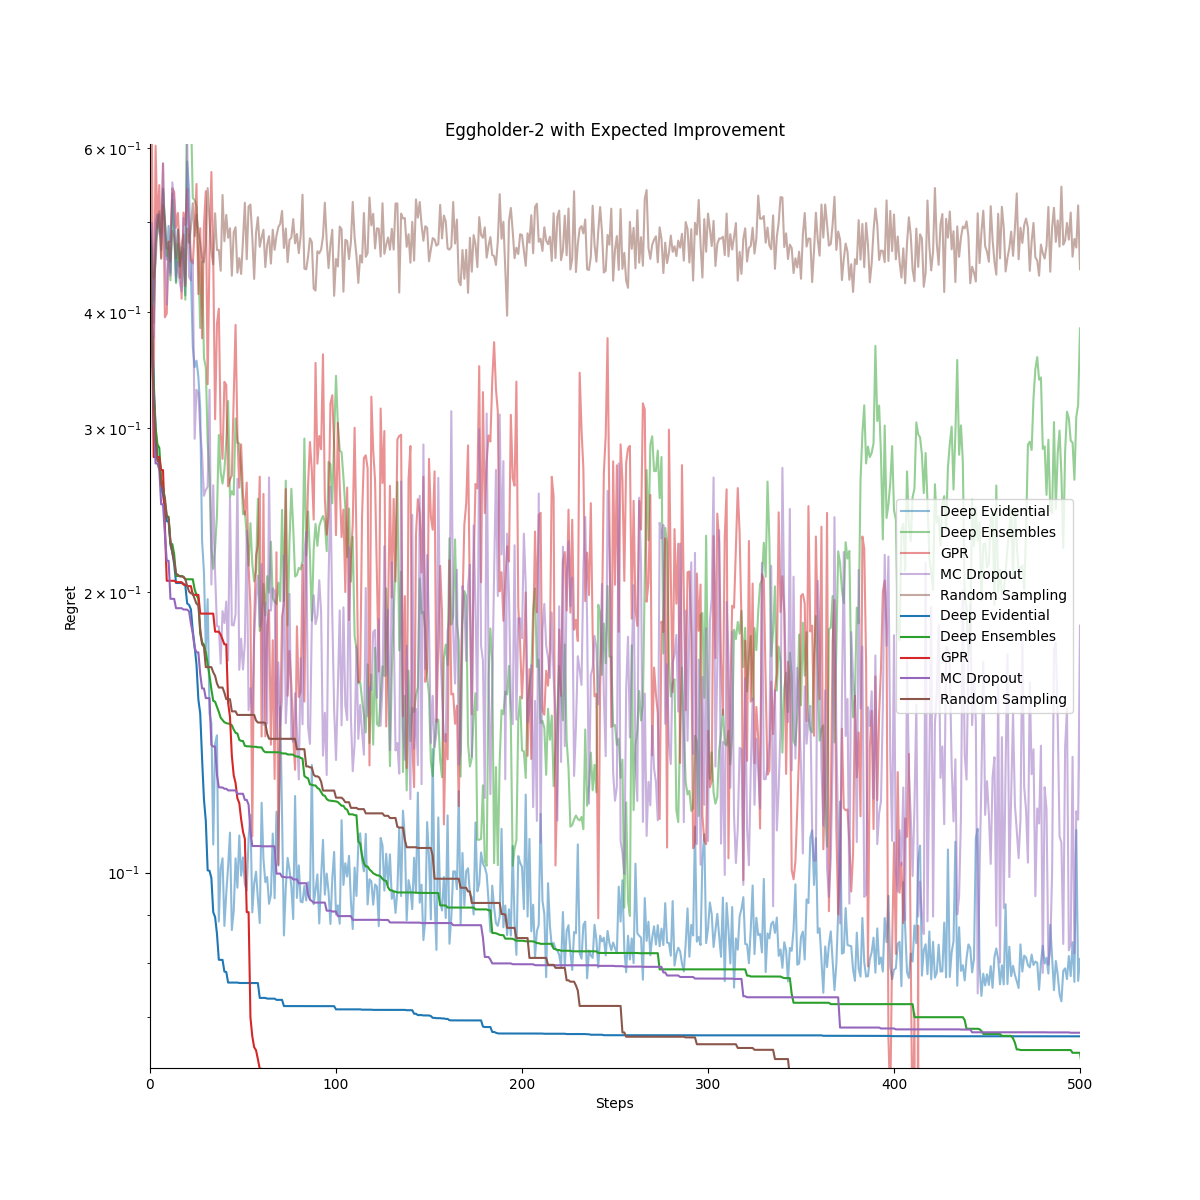 Eggholder-2 with Expected Improvement
6 × 10⁻¹
4 × 10⁻¹
3 × 10⁻¹
2 × 10⁻¹
10⁻¹
Regret
Deep Evidential
Deep Ensembles
GPR
MC Dropout
Random Sampling
Deep Evidential
Deep Ensembles
GPR
MC Dropout
Random Sampling
0 100 200 300 400 500
Steps